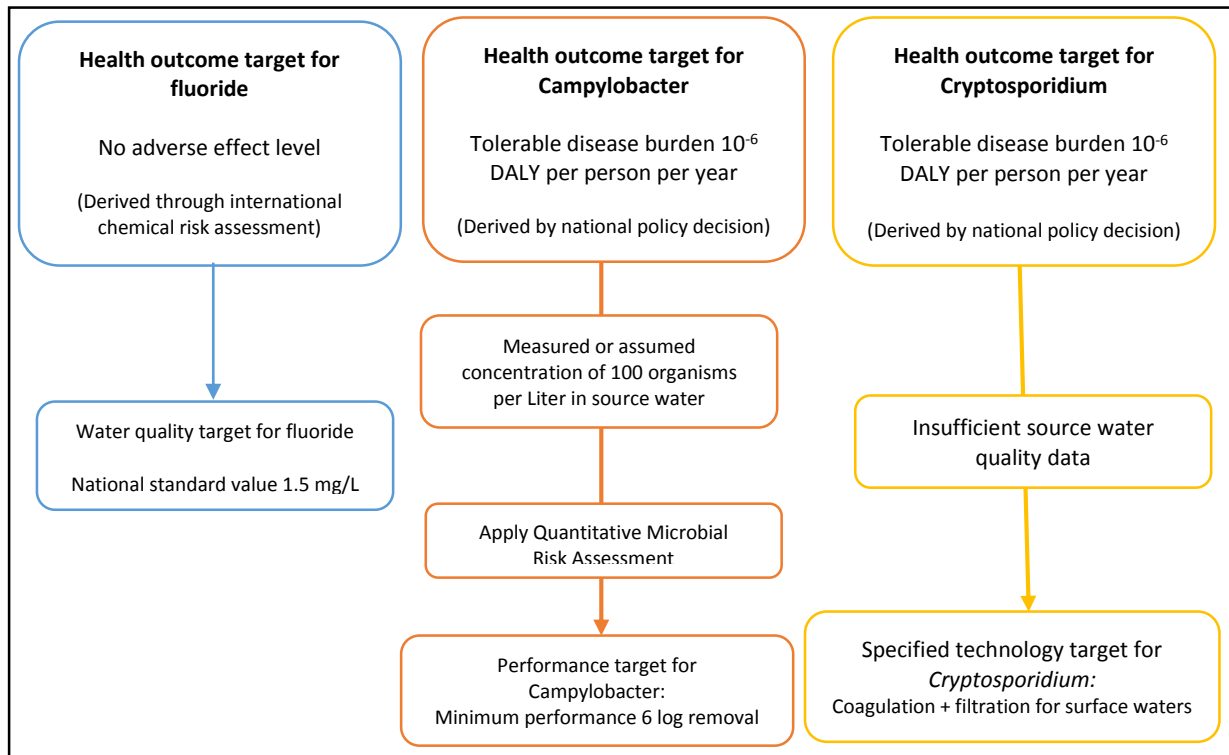 Health outcome target for
fluoride
No adverse effect level
(Derived through international
chemical risk assessment)
Water quality target for fluoride
National standard value 1.5 mg/L
Health outcome target for
Campylobacter
Tolerable disease burden 10⁻⁶
DALY per person per year
(Derived by national policy decision)
Measured or assumed
concentration of 100 organisms
per Liter in source water
Apply Quantitative Microbial
Risk Assessment
Performance target for
Campylobacter:
Minimum performance 6 log removal
Health outcome target for
Cryptosporidium
Tolerable disease burden 10⁻⁶
DALY per person per year
(Derived by national policy decision)
Insufficient source water
quality data
Specified technology target for
Cryptosporidium:
Coagulation + filtration for surface waters